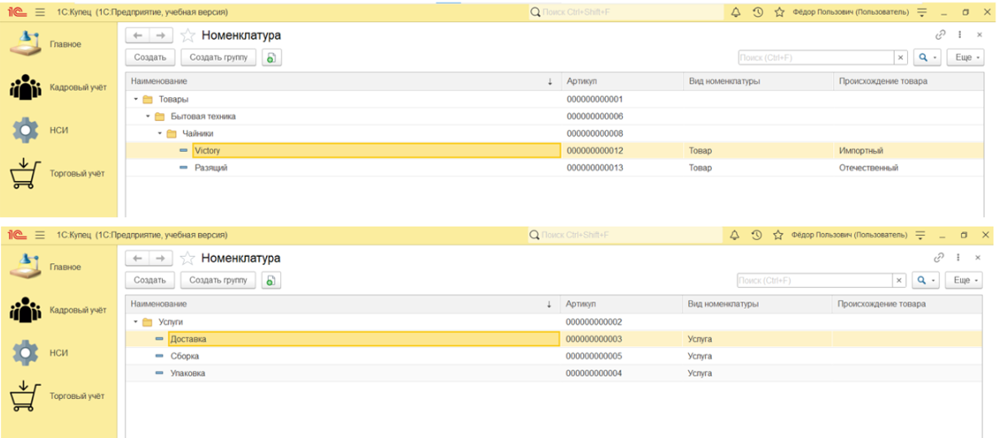 1С:Купец (1С:Предприятие, учебная версия) Поиск Ctrl+Shift+F Фёдор Пользович (Пользователь)
Главное
Кадровый учёт
НСИ
Торговый учёт
Номенклатура
Создать Создать группу Поиск (Ctrl+F) × Еще
Наименование ↓ Артикул Вид номенклатуры Происхождение товара
Товары 000000000001
Бытовая техника 000000000006
Чайники 000000000008
Victory 000000000012 Товар Импортный
Разящий 000000000013 Товар Отечественный
1С:Купец (1С:Предприятие, учебная версия) Поиск Ctrl+Shift+F Фёдор Пользович (Пользователь)
Главное
Кадровый учёт
НСИ
Торговый учёт
Номенклатура
Создать Создать группу Поиск (Ctrl+F) × Еще
Наименование ↓ Артикул Вид номенклатуры Происхождение товара
Услуги 000000000002
Доставка 000000000003 Услуга
Сборка 000000000005 Услуга
Упаковка 000000000004 Услуга